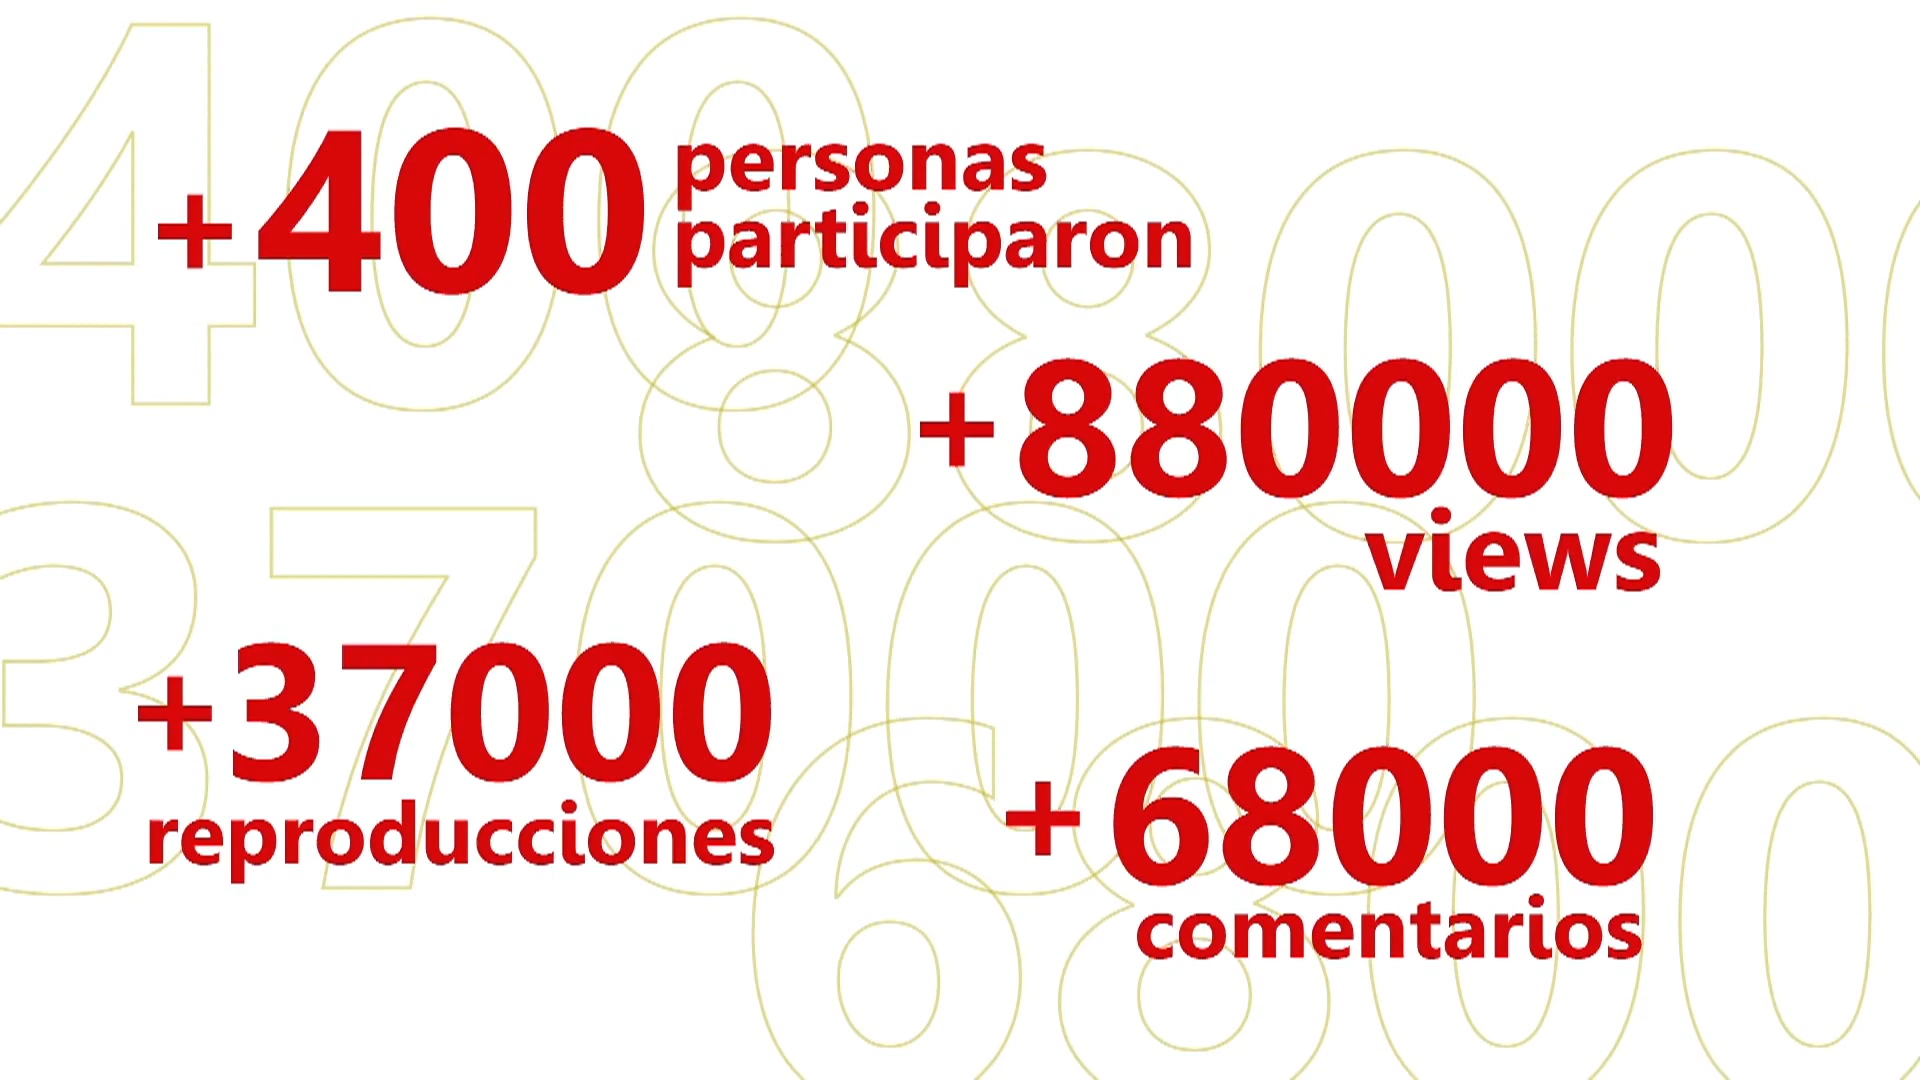 +400 personas
participaron
+880000
views
+37000
reproducciones
+68000
comentarios